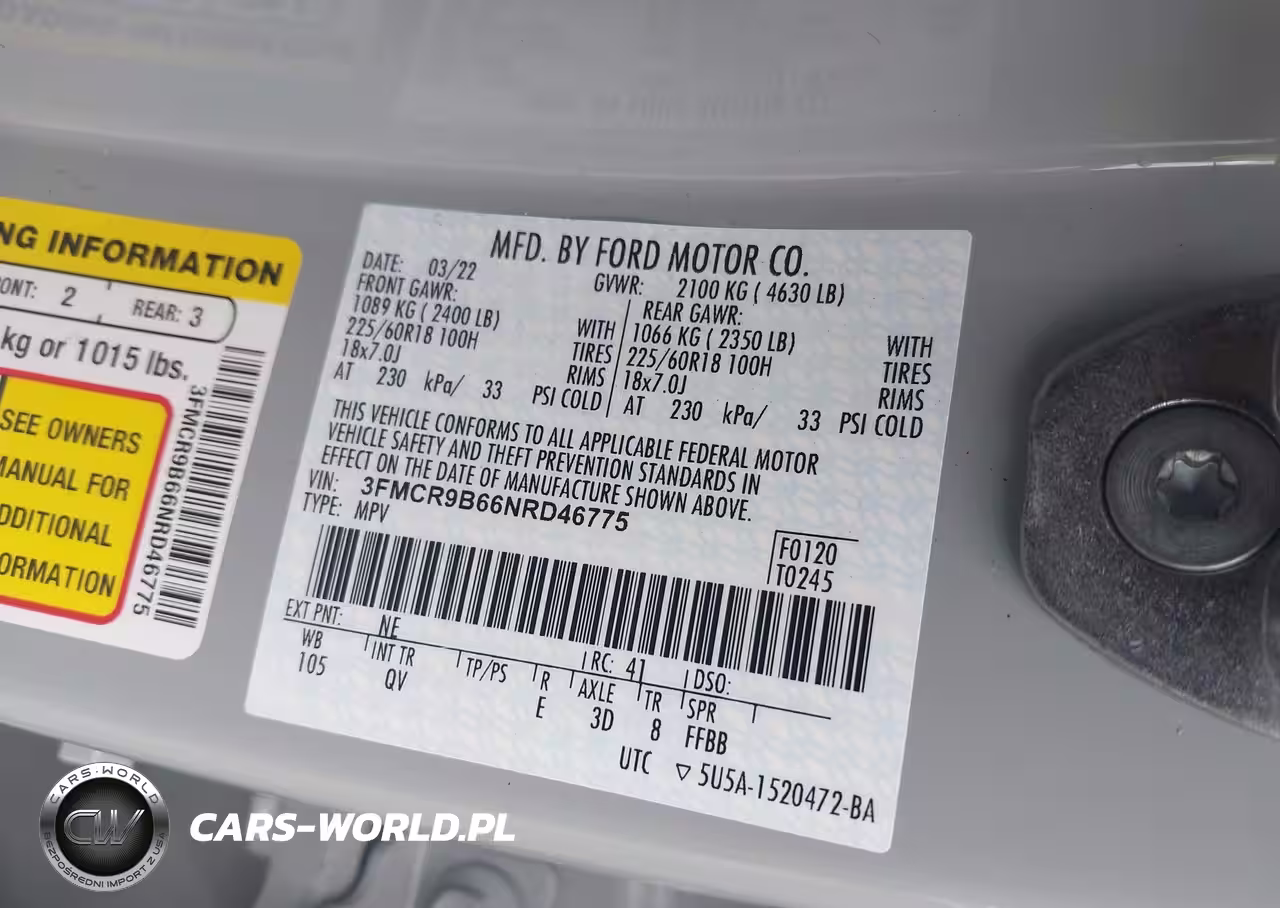 NG INFORMATION
ONT: 2 REAR: 3
kg or 1015 lbs.
SEE OWNERS
MANUAL FOR
DDITIONAL
ORMATION
3FMCR9B66NRD46775
MFD. BY FORD MOTOR CO.
DATE: 03/22 GVWR: 2100 KG ( 4630 LB)
FRONT GAWR: REAR GAWR:
1089 KG ( 2400 LB) WITH 1066 KG ( 2350 LB) WITH
225/60R18 100H TIRES 225/60R18 100H TIRES
18x7.0J RIMS 18x7.0J RIMS
AT 230 kPa/ 33 PSI COLD AT 230 kPa/ 33 PSI COLD
THIS VEHICLE CONFORMS TO ALL APPLICABLE FEDERAL MOTOR
VEHICLE SAFETY AND THEFT PREVENTION STANDARDS IN
EFFECT ON THE DATE OF MANUFACTURE SHOWN ABOVE.
VIN: 3FMCR9B66NRD46775
TYPE: MPV
F0120
T0245
EXT PNT: NE RC: 41 DSO:
WB INT TR TP/PS R AXLE TR SPR
105 QV E 3D 8 FFBB
UTC ▽ 5U5A-1520472-BA
CARS-WORLD
CW
BEZPOŚREDNI IMPORT Z USA
CARS-WORLD.PL